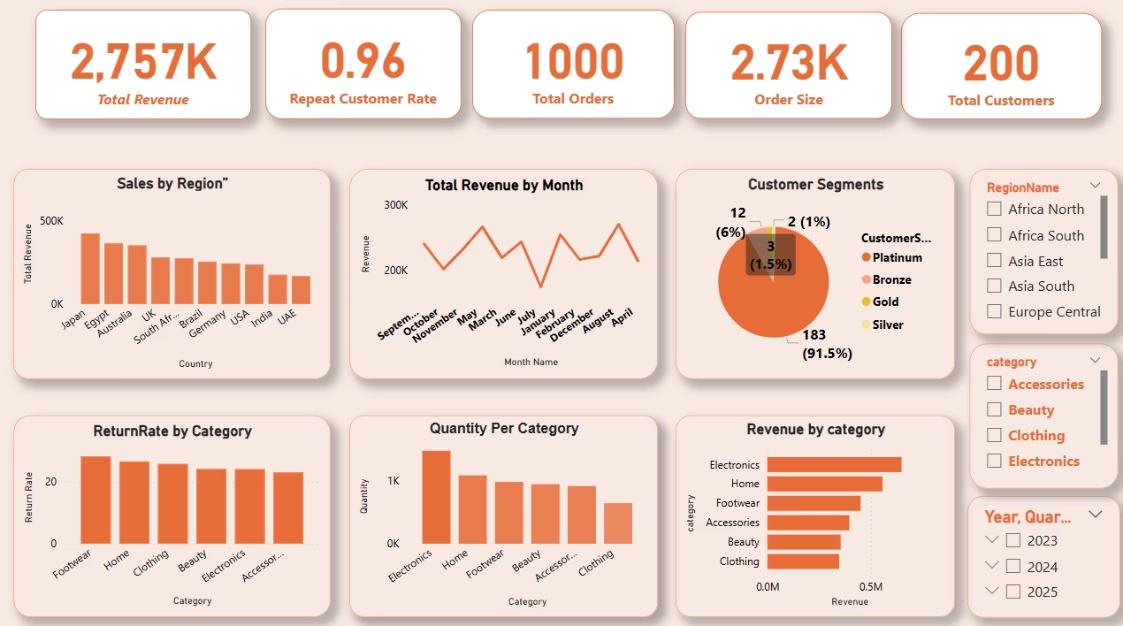 2,757K
Total Revenue
0.96
Repeat Customer Rate
1000
Total Orders
2.73K
Order Size
200
Total Customers
Sales by Region”
Total Revenue
500K
0K
Japan
Egypt
Australia
UK
South Afr...
Brazil
Germany
USA
India
UAE
Country
Total Revenue by Month
Revenue
300K
200K
Septem...
October
November
May
March
June
July
January
February
December
August
April
Month Name
Customer Segments
12
(6%)
2 (1%)
3
(1.5%)
183
(91.5%)
CustomerS...
Platinum
Bronze
Gold
Silver
RegionName
Africa North
Africa South
Asia East
Asia South
Europe Central
category
Accessories
Beauty
Clothing
Electronics
ReturnRate by Category
Return Rate
20
0
Footwear
Home
Clothing
Beauty
Electronics
Accessor...
Category
Quantity Per Category
Quantity
1K
0K
Electronics
Home
Footwear
Beauty
Accessor...
Clothing
Category
Revenue by category
category
Electronics
Home
Footwear
Accessories
Beauty
Clothing
0.0M
0.5M
Revenue
Year, Quar...
2023
2024
2025